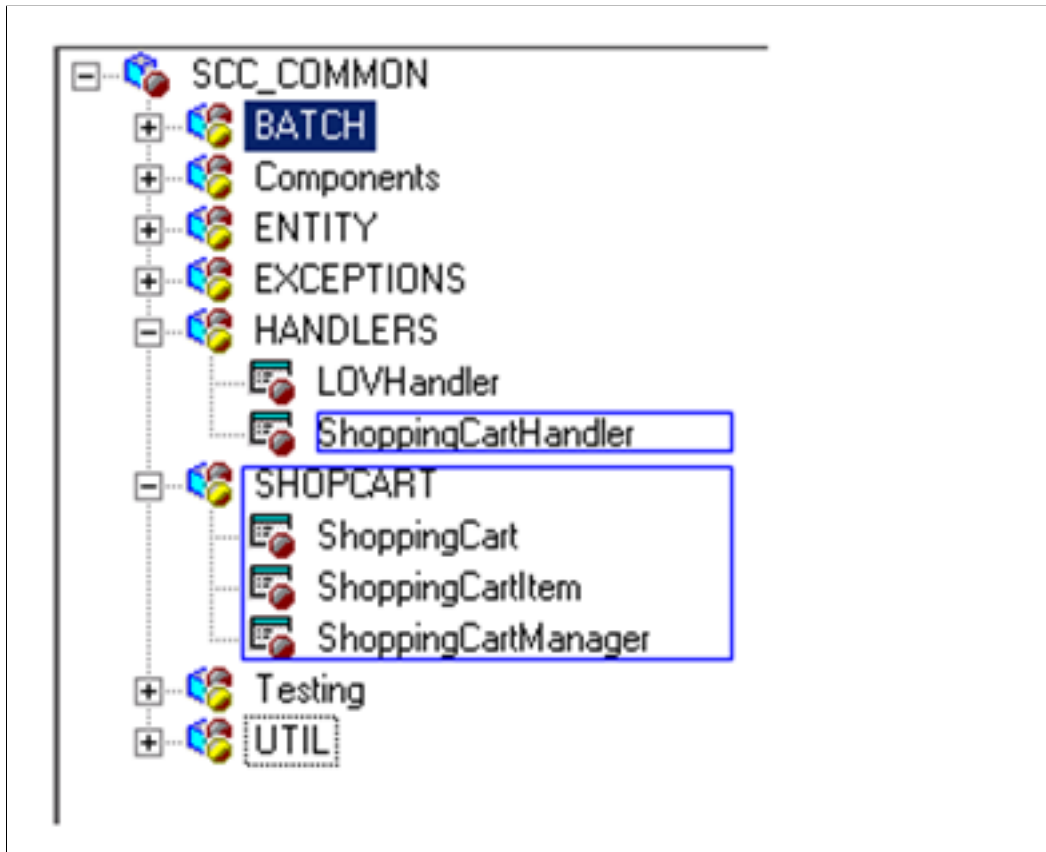 SCC_COMMON
BATCH
Components
ENTITY
EXCEPTIONS
HANDLERS
LOVHandler
ShoppingCartHandler
SHOPCART
ShoppingCart
ShoppingCartItem
ShoppingCartManager
Testing
UTIL